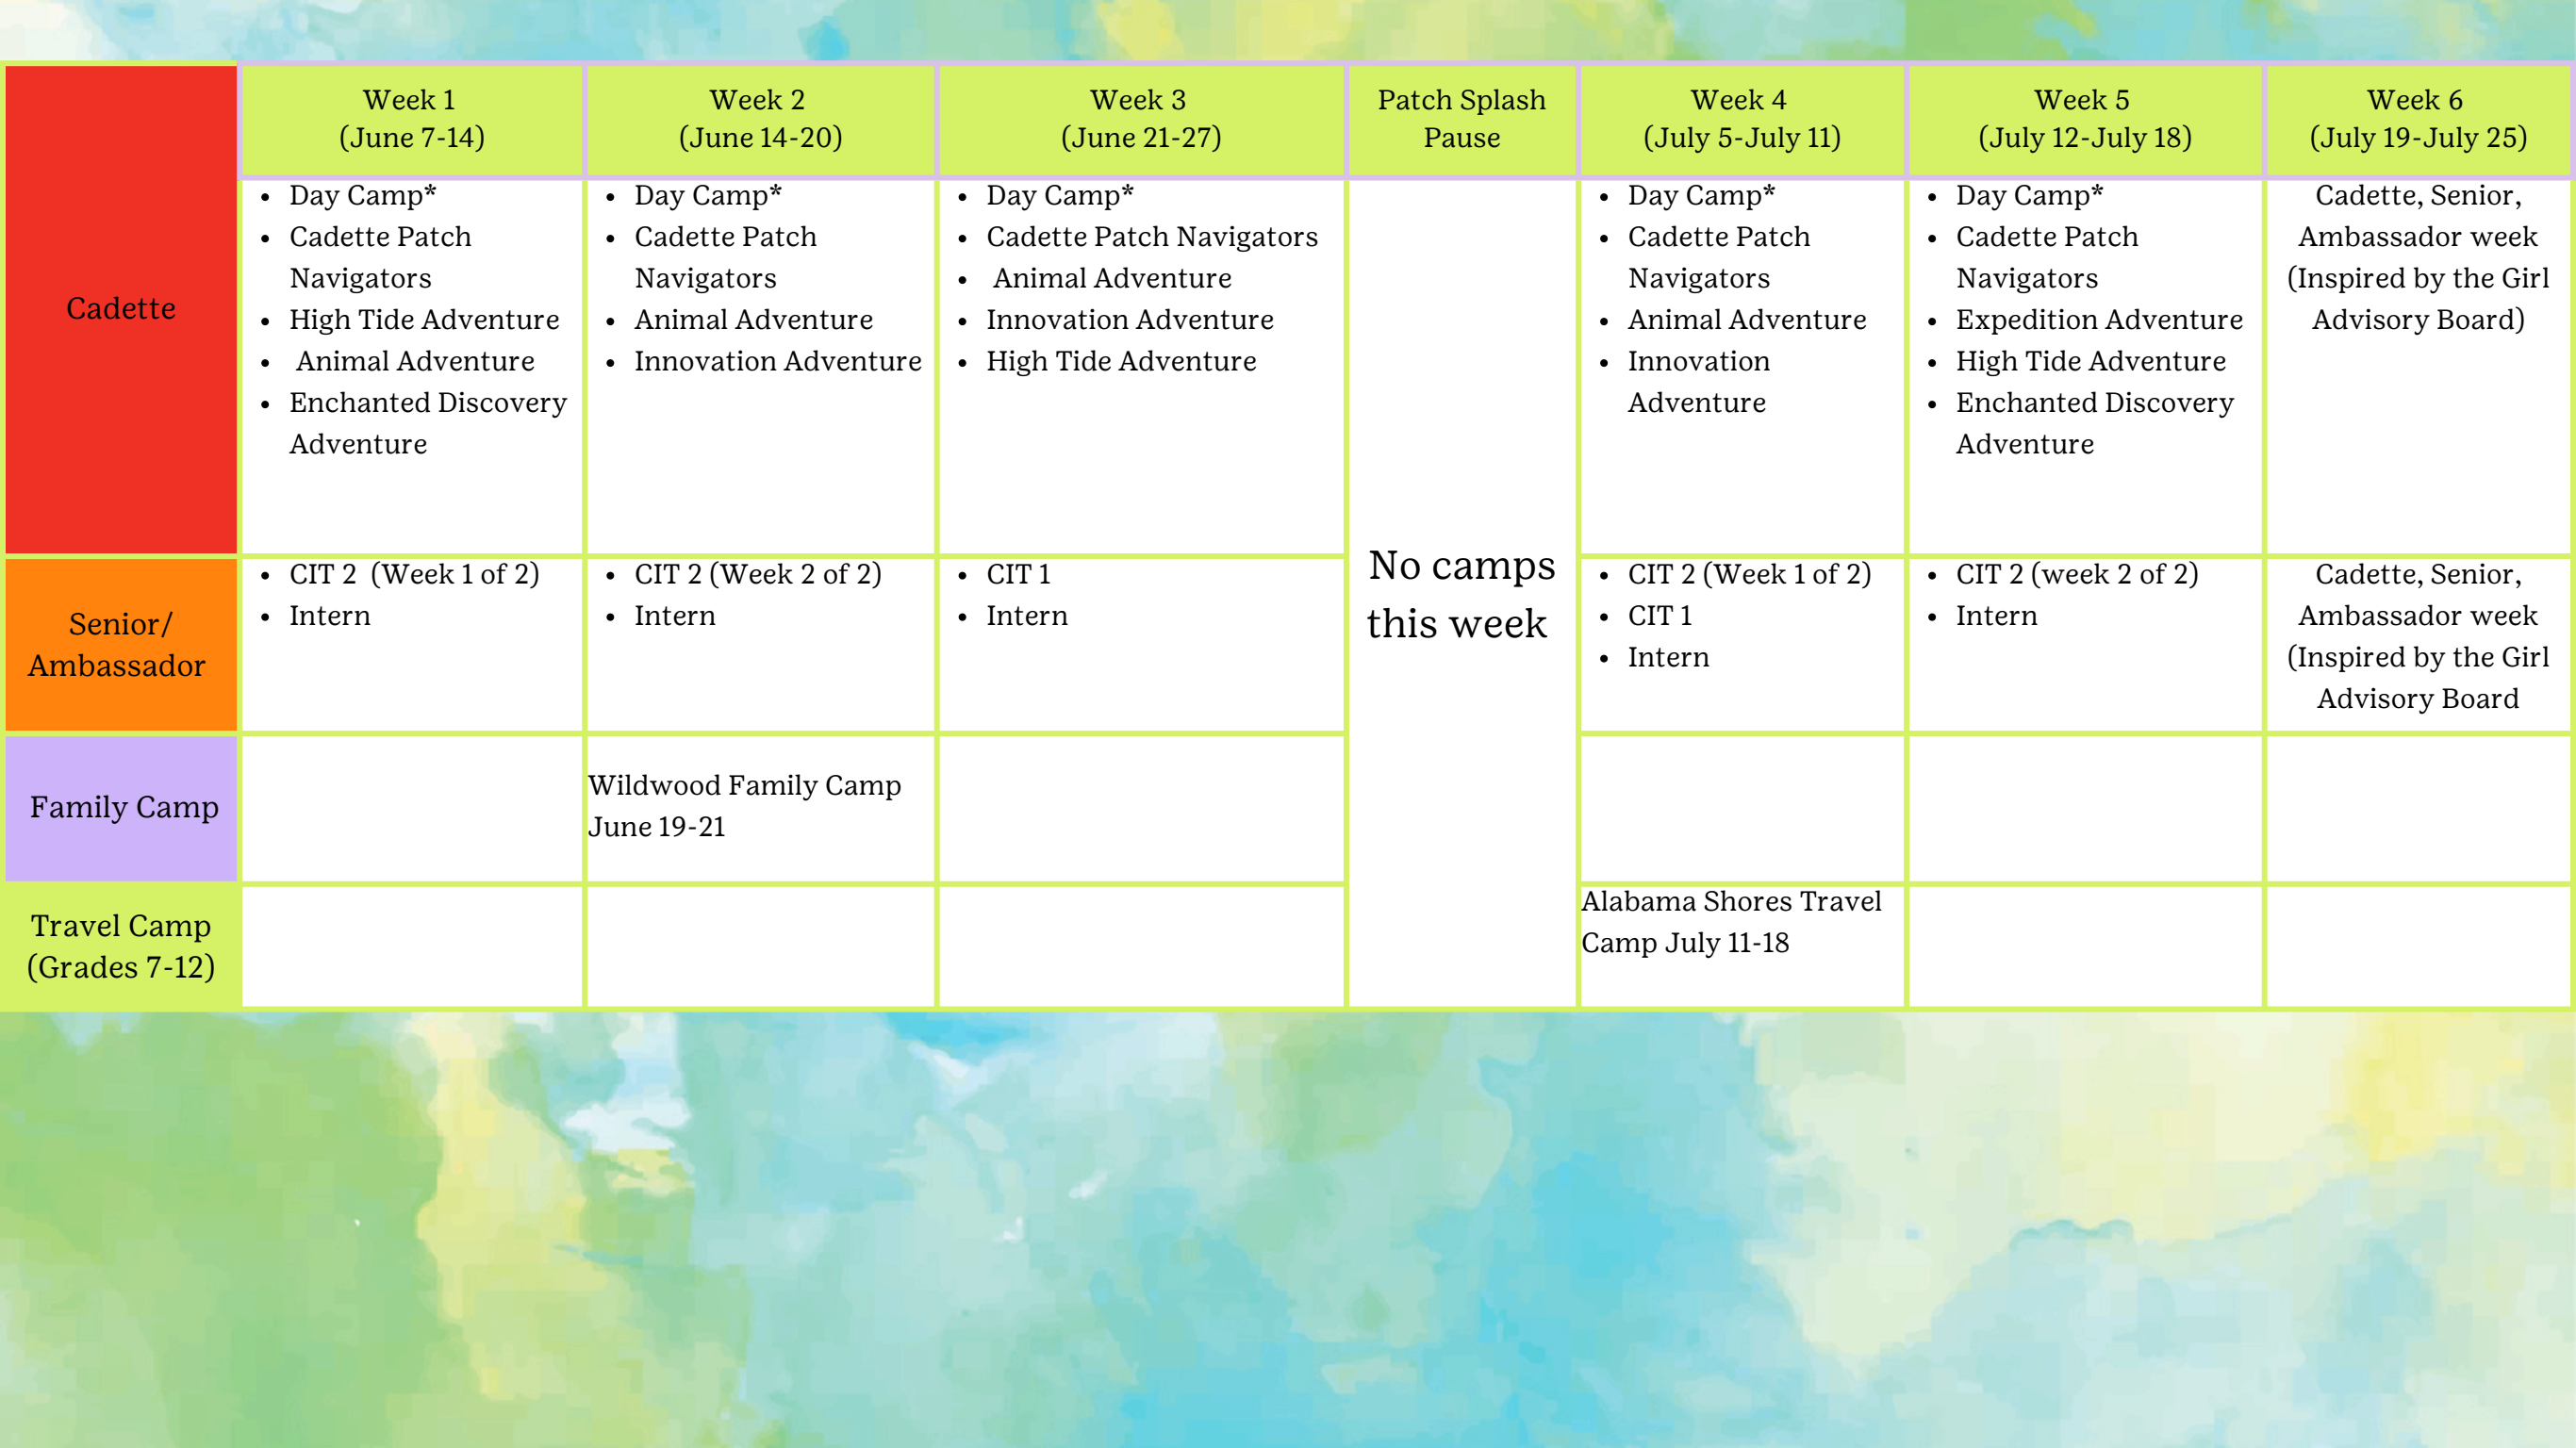 Cadette
Week 1
(June 7-14)
Week 2
(June 14-20)
Week 3
(June 21-27)
Patch Splash
Pause
Week 4
(July 5-July 11)
Week 5
(July 12-July 18)
Week 6
(July 19-July 25)
• Day Camp*
• Cadette Patch
Navigators
• High Tide Adventure
• Animal Adventure
• Enchanted Discovery
Adventure
• Day Camp*
• Cadette Patch
Navigators
• Animal Adventure
• Innovation Adventure
• Day Camp*
• Cadette Patch Navigators
• Animal Adventure
• Innovation Adventure
• High Tide Adventure
No camps
this week
• Day Camp*
• Cadette Patch
Navigators
• Animal Adventure
• Innovation
Adventure
• Day Camp*
• Cadette Patch
Navigators
• Expedition Adventure
• High Tide Adventure
• Enchanted Discovery
Adventure
Cadette, Senior,
Ambassador week
(Inspired by the Girl
Advisory Board)
Senior/
Ambassador
• CIT 2 (Week 1 of 2)
• Intern
• CIT 2 (Week 2 of 2)
• Intern
• CIT 1
• Intern
• CIT 2 (Week 1 of 2)
• CIT 1
• Intern
• CIT 2 (week 2 of 2)
• Intern
Cadette, Senior,
Ambassador week
(Inspired by the Girl
Advisory Board
Family Camp
Wildwood Family Camp
June 19-21
Travel Camp
(Grades 7-12)
Alabama Shores Travel
Camp July 11-18